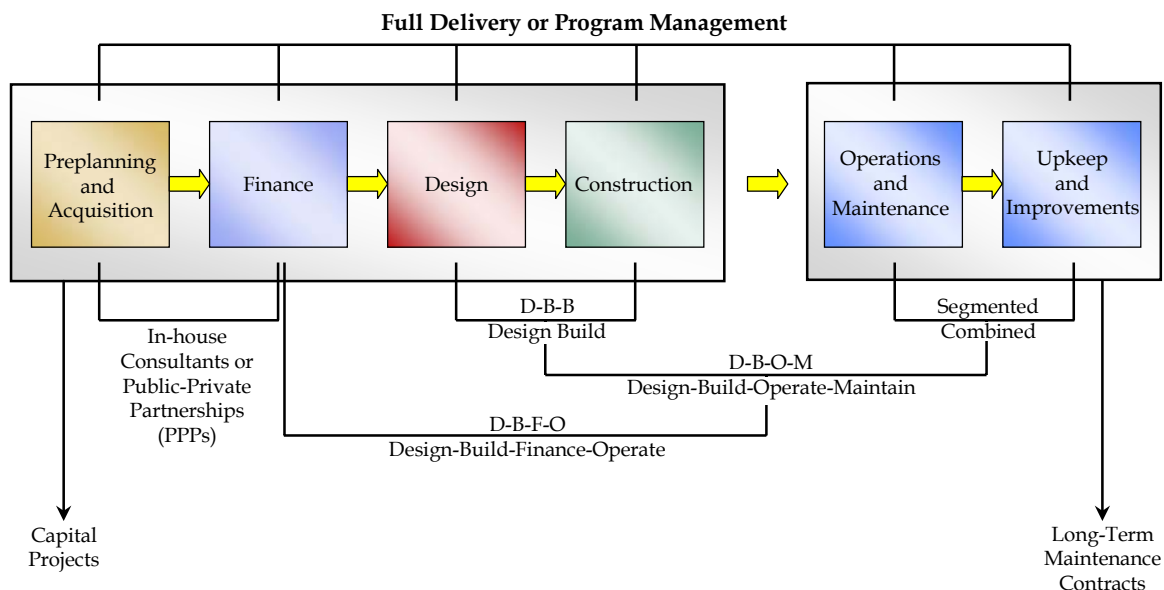 Full Delivery or Program Management
Preplanning
and
Acquisition
Finance
Design
Construction
Operations
and
Maintenance
Upkeep
and
Improvements
In-house
Consultants or
Public-Private
Partnerships
(PPPs)
D-B-B
Design Build
Segmented
Combined
D-B-O-M
Design-Build-Operate-Maintain
D-B-F-O
Design-Build-Finance-Operate
Capital
Projects
Long-Term
Maintenance
Contracts